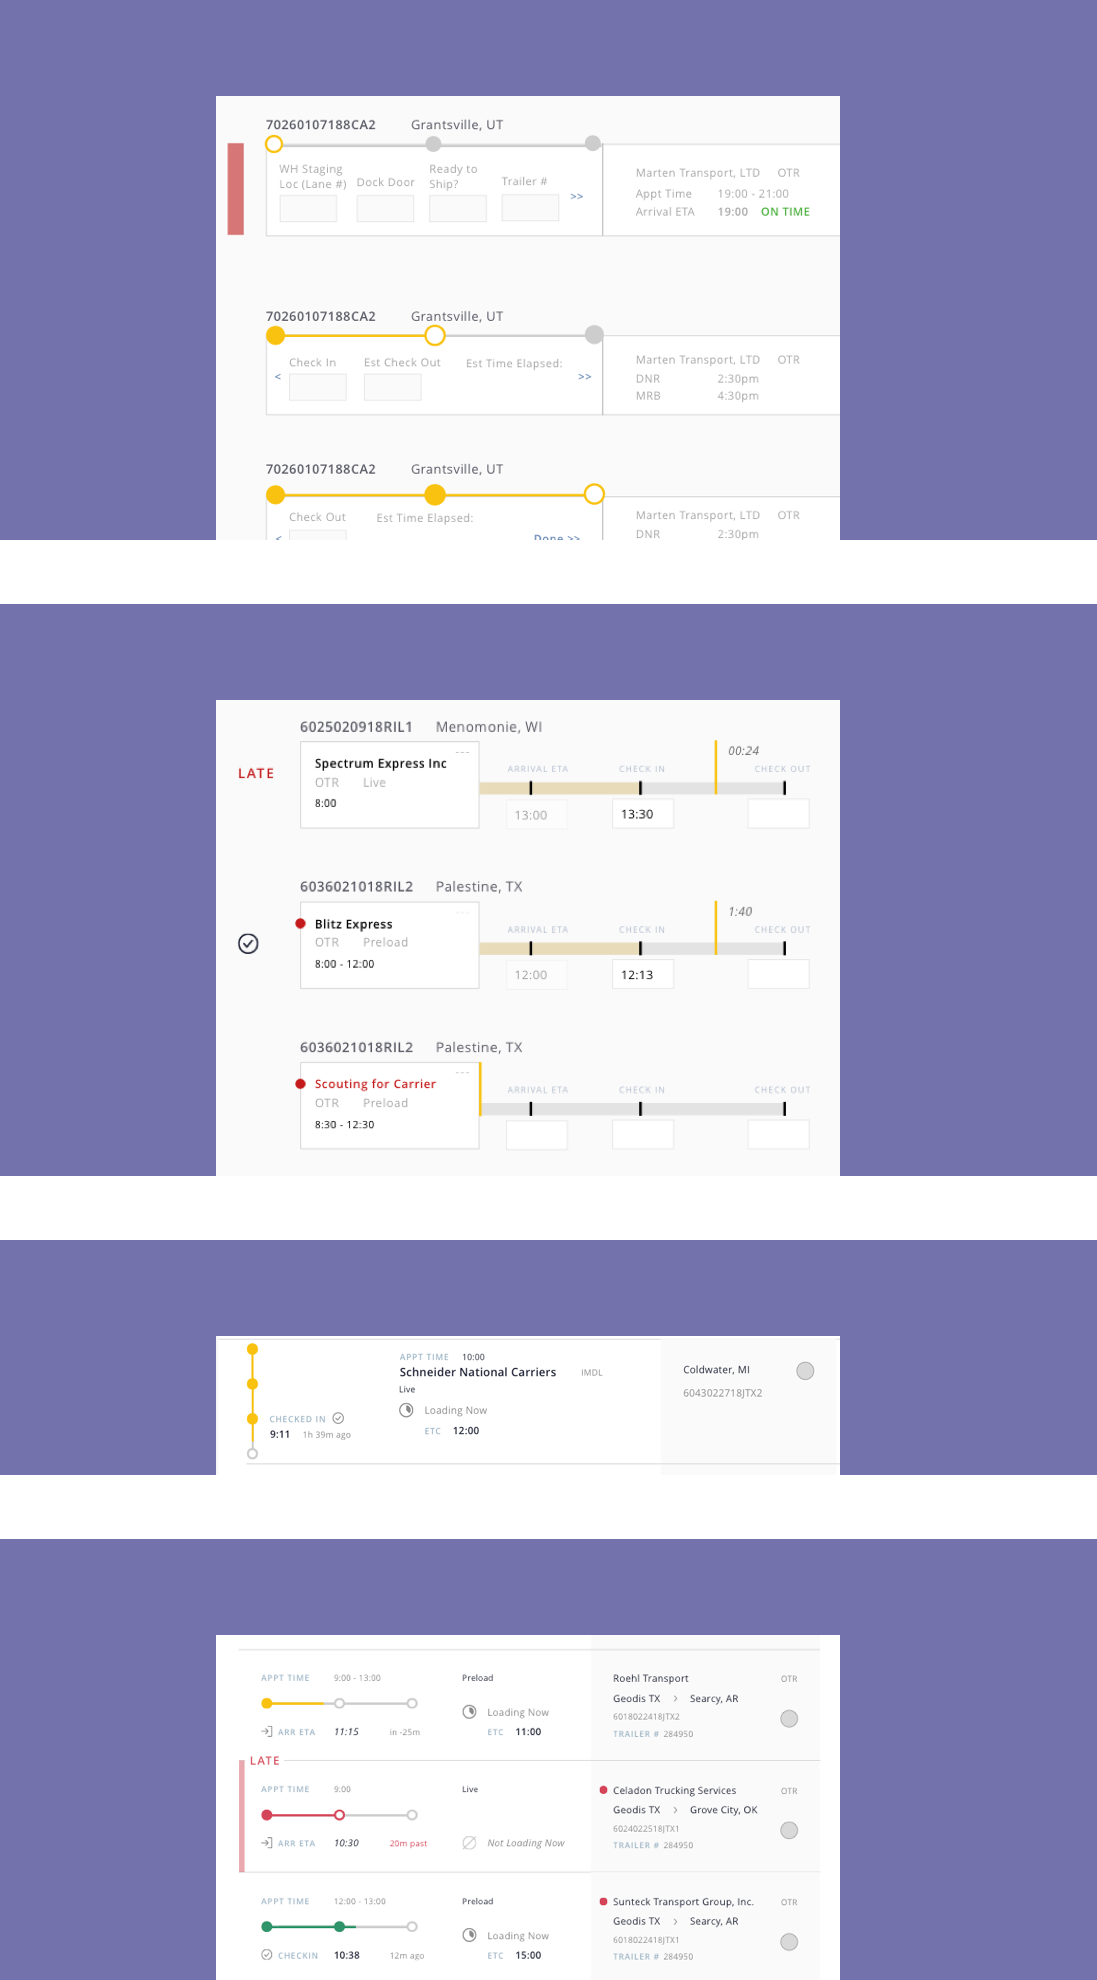 70260107188CA2 Grantsville, UT
WH Staging Loc (Lane #) Dock Door Ready to Ship? Trailer # >>
Marten Transport, LTD OTR
Appt Time 19:00 - 21:00
Arrival ETA 19:00 ON TIME
70260107188CA2 Grantsville, UT
< Check In Est Check Out Est Time Elapsed: >>
Marten Transport, LTD OTR
DNR 2:30pm
MRB 4:30pm
70260107188CA2 Grantsville, UT
Check Out Est Time Elapsed:
< Done >>
Marten Transport, LTD OTR
DNR 2:30pm
6025020918RIL1 Menomonie, WI
LATE
Spectrum Express Inc ---
OTR Live
8:00
00:24
ARRIVAL ETA CHECK IN CHECK OUT
13:00 13:30
6036021018RIL2 Palestine, TX
Blitz Express ---
OTR Preload
8:00 - 12:00
1:40
ARRIVAL ETA CHECK IN CHECK OUT
12:00 12:13
6036021018RIL2 Palestine, TX
Scouting for Carrier ---
OTR Preload
8:30 - 12:30
ARRIVAL ETA CHECK IN CHECK OUT
CHECKED IN
9:11 1h 39m ago
APPT TIME 10:00
Schneider National Carriers IMDL
Live
Loading Now
ETC 12:00
Coldwater, MI
6043022718JTX2
APPT TIME 9:00 - 13:00
ARR ETA 11:15 in -25m
Preload
Loading Now
ETC 11:00
Roehl Transport OTR
Geodis TX > Searcy, AR
6018022418JTX2
TRAILER # 284950
LATE
APPT TIME 9:00
ARR ETA 10:30 20m past
Live
Not Loading Now
Celadon Trucking Services OTR
Geodis TX > Grove City, OK
6024022518JTX1
TRAILER # 284950
APPT TIME 12:00 - 13:00
CHECKIN 10:38 12m ago
Preload
Loading Now
ETC 15:00
Sunteck Transport Group, Inc. OTR
Geodis TX > Searcy, AR
6018022418JTX1
TRAILER # 284950